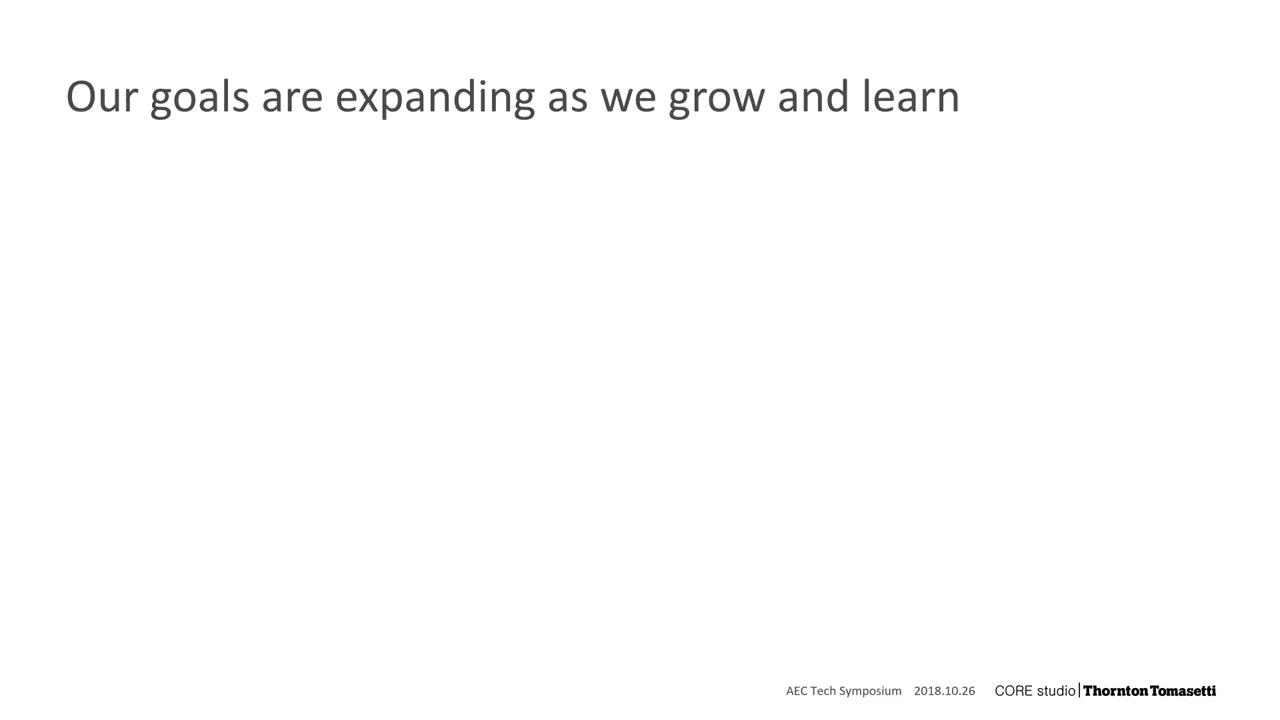 Our goals are expanding as we grow and learn
AEC Tech Symposium 2018.10.26 CORE studio | Thornton Tomasetti